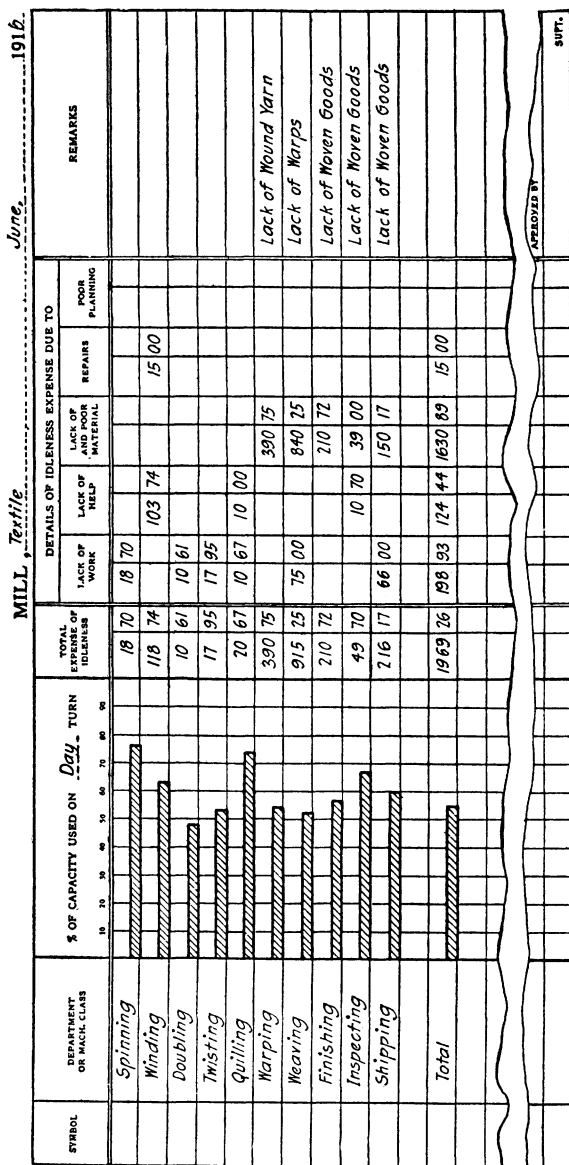 MILL, Textile June 1916
SYMBOL
DEPARTMENT OR MACH. CLASS
% OF CAPACITY USED ON Day TURN
10 20 30 40 50 60 70 80 90
TOTAL EXPENSE OF IDLENESS
DETAILS OF IDLENESS EXPENSE DUE TO
LACK OF WORK
LACK OF HELP
LACK OF AND POOR MATERIAL
REPAIRS
POOR PLANNING
REMARKS
Spinning 18 70 18 70
Winding 118 74 103 74 15 00
Doubling 10 61 10 61
Twisting 17 95 17 95
Quilling 20 67 10 67 10 00
Warping 390 75 390 75 Lack of Wound Yarn
Weaving 915 25 75 00 840 25 Lack of Warps
Finishing 210 72 210 72 Lack of Woven Goods
Inspecting 49 70 10 70 39 00 Lack of Woven Goods
Shipping 216 17 66 00 150 17 Lack of Woven Goods
Total 1969 26 198 93 124 44 1630 89 15 00
APPROVED BY
SUPT.